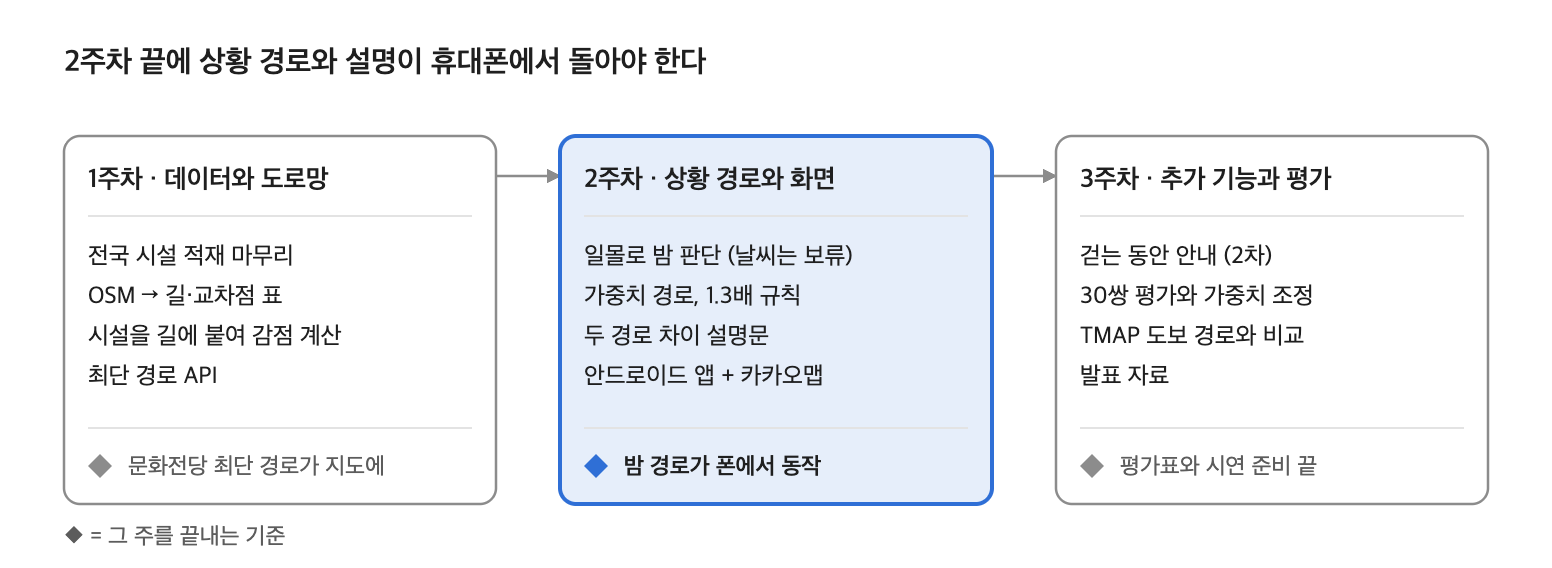 2주차 끝에 상황 경로와 설명이 휴대폰에서 돌아야 한다
1주차 · 데이터와 도로망
전국 시설 적재 마무리
OSM → 길·교차점 표
시설을 길에 붙여 감점 계산
최단 경로 API
◆ 문화전당 최단 경로가 지도에
2주차 · 상황 경로와 화면
일몰로 밤 판단 (날씨는 보류)
가중치 경로, 1.3배 규칙
두 경로 차이 설명문
안드로이드 앱 + 카카오맵
◆ 밤 경로가 폰에서 동작
3주차 · 추가 기능과 평가
걷는 동안 안내 (2차)
30쌍 평가와 가중치 조정
TMAP 도보 경로와 비교
발표 자료
◆ 평가표와 시연 준비 끝
◆ = 그 주를 끝내는 기준